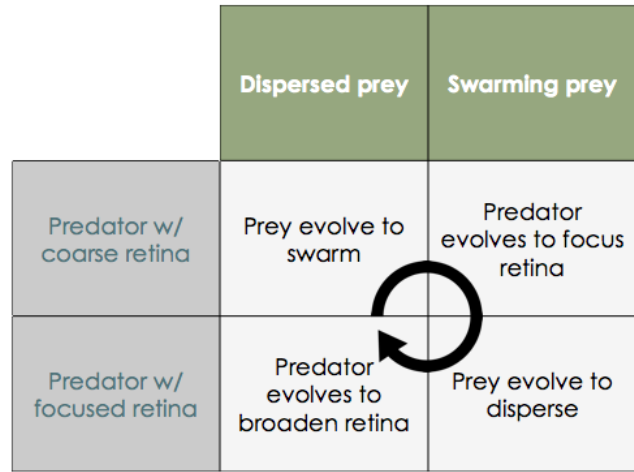 Dispersed prey
Swarming prey
Predator w/
coarse retina
Prey evolve to
swarm
Predator
evolves to focus
retina
Predator w/
focused retina
Predator
evolves to
broaden retina
Prey evolve to
disperse